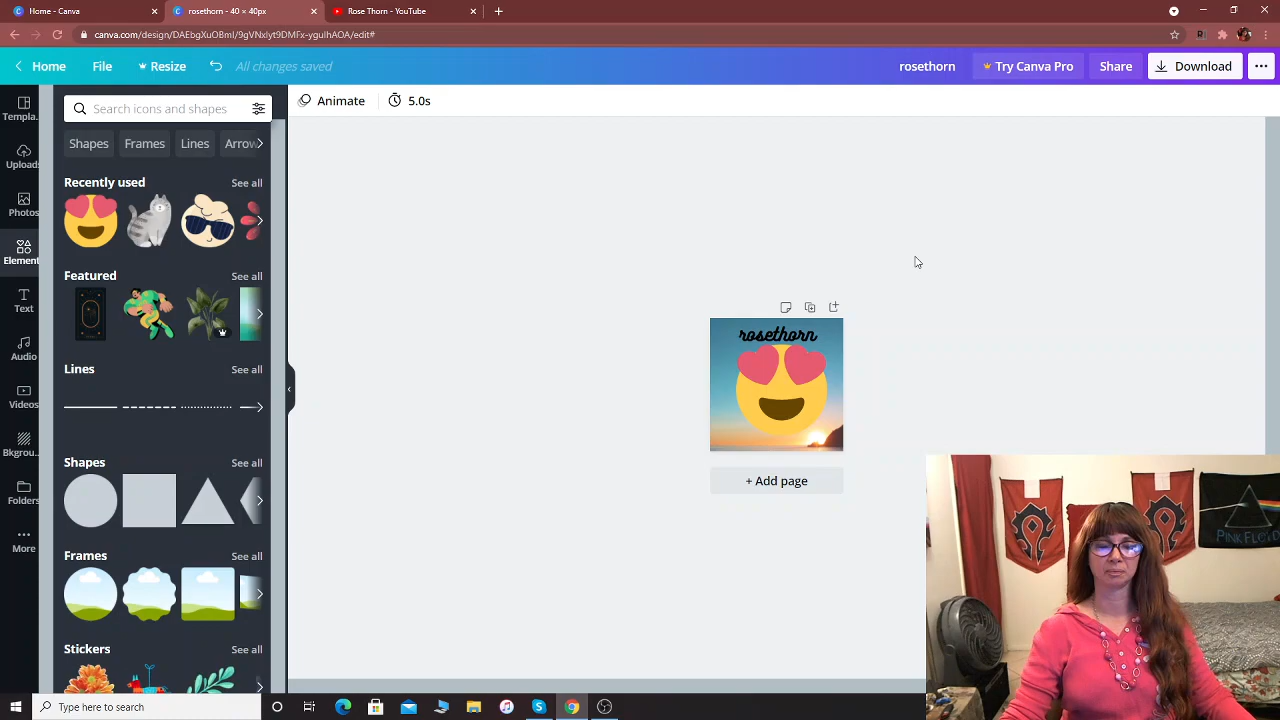 Home - Canva
rosethorn - 40 × 40px
Rose Thorn - YouTube
canva.com/design/DAEbgXuOBmI/9gVNxlyt9DMFx-ygulhAOA/edit#
Home
File
Resize
All changes saved
rosethorn
Try Canva Pro
Share
Download
Templa...
Uploads
Photos
Element
Text
Audio
Videos
Bkgrou...
Folders
More
Search icons and shapes
Shapes
Frames
Lines
Arrow
Recently used
See all
Featured
See all
Lines
See all
Shapes
See all
Frames
See all
Stickers
See all
Animate
5.0s
rosethorn
+ Add page
PINK FLOYD
Type here to search